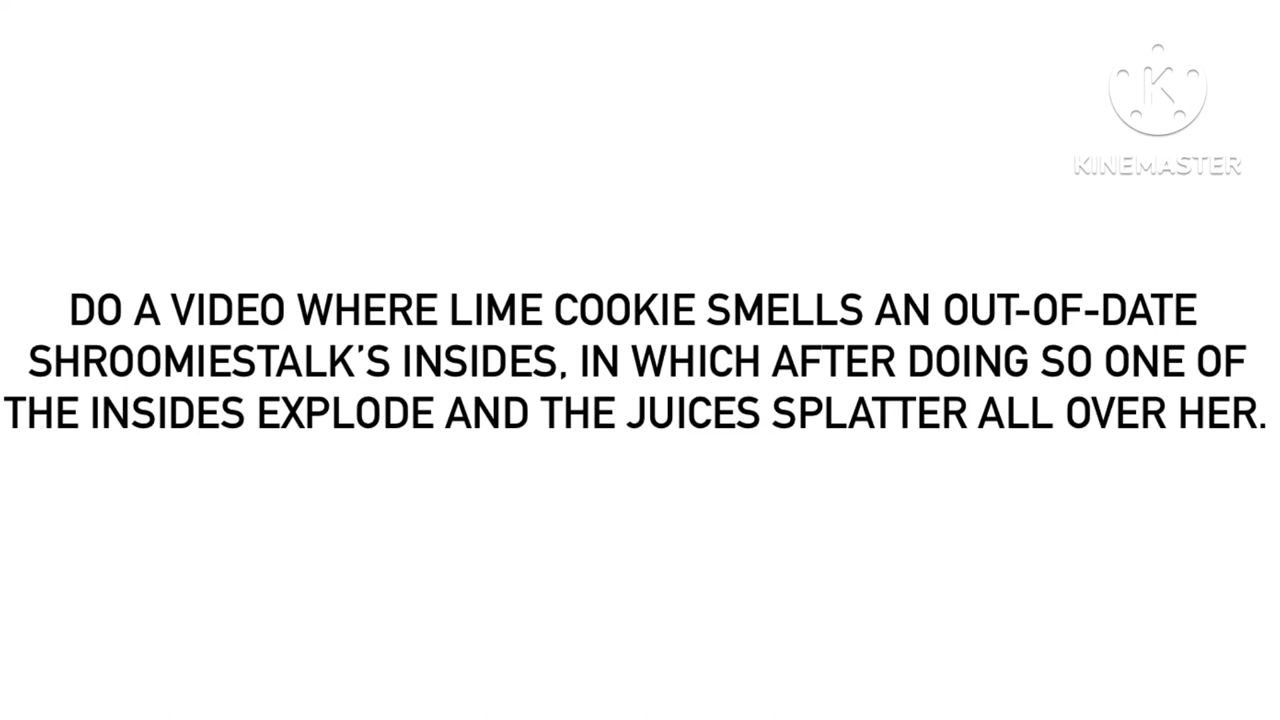 KINEMASTER
DO A VIDEO WHERE LIME COOKIE SMELLS AN OUT-OF-DATE
SHROOMIESTALK’S INSIDES, IN WHICH AFTER DOING SO ONE OF
THE INSIDES EXPLODE AND THE JUICES SPLATTER ALL OVER HER.